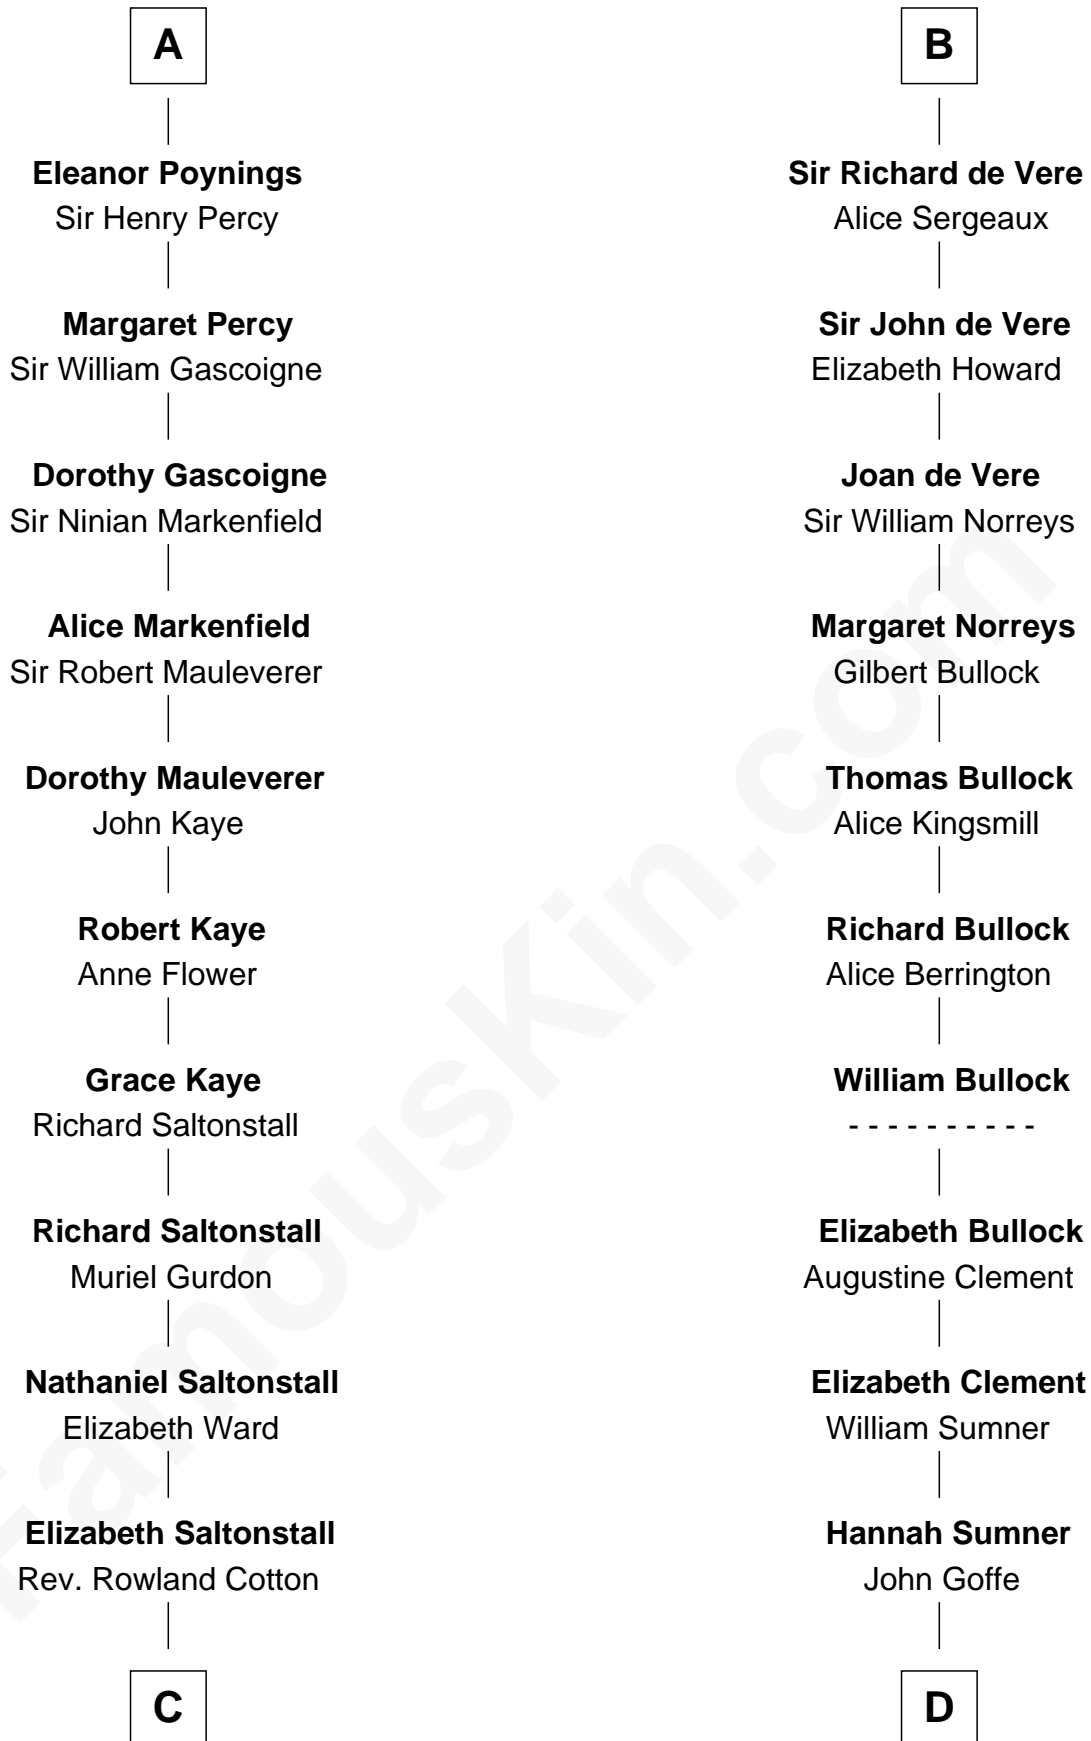 A
Eleanor Poynings
Sir Henry Percy
Margaret Percy
Sir William Gascoigne
Dorothy Gascoigne
Sir Ninian Markenfield
Alice Markenfield
Sir Robert Mauleverer
Dorothy Mauleverer
John Kaye
Robert Kaye
Anne Flower
Grace Kaye
Richard Saltonstall
Richard Saltonstall
Muriel Gurdon
Nathaniel Saltonstall
Elizabeth Ward
Elizabeth Saltonstall
Rev. Rowland Cotton
C
B
Sir Richard de Vere
Alice Sergeaux
Sir John de Vere
Elizabeth Howard
Joan de Vere
Sir William Norreys
Margaret Norreys
Gilbert Bullock
Thomas Bullock
Alice Kingsmill
Richard Bullock
Alice Berrington
William Bullock
- - - - - - - - - -
Elizabeth Bullock
Augustine Clement
Elizabeth Clement
William Sumner
Hannah Sumner
John Goffe
D
FamousKin.com